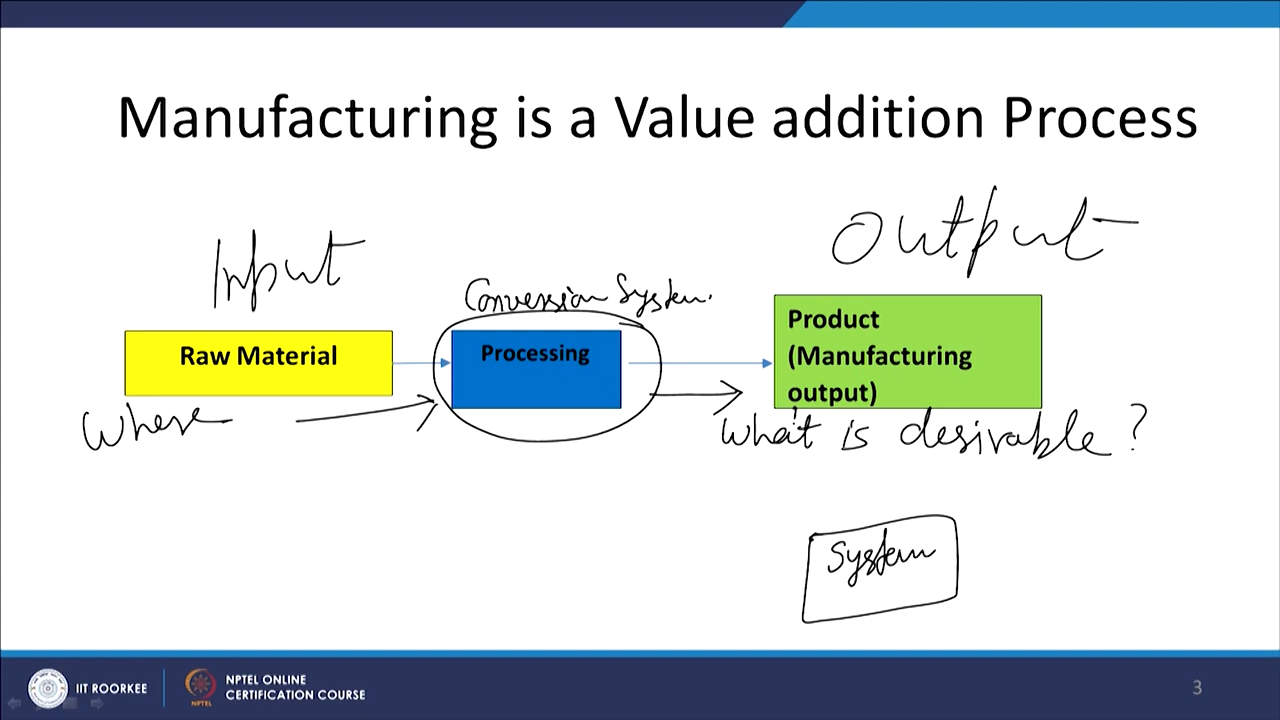 Manufacturing is a Value addition Process
Input
Output
Conversion System.
Raw Material
Processing
Product
(Manufacturing
output)
Where
What is desirable?
System
IIT ROORKEE
NPTEL
NPTEL ONLINE
CERTIFICATION COURSE
3